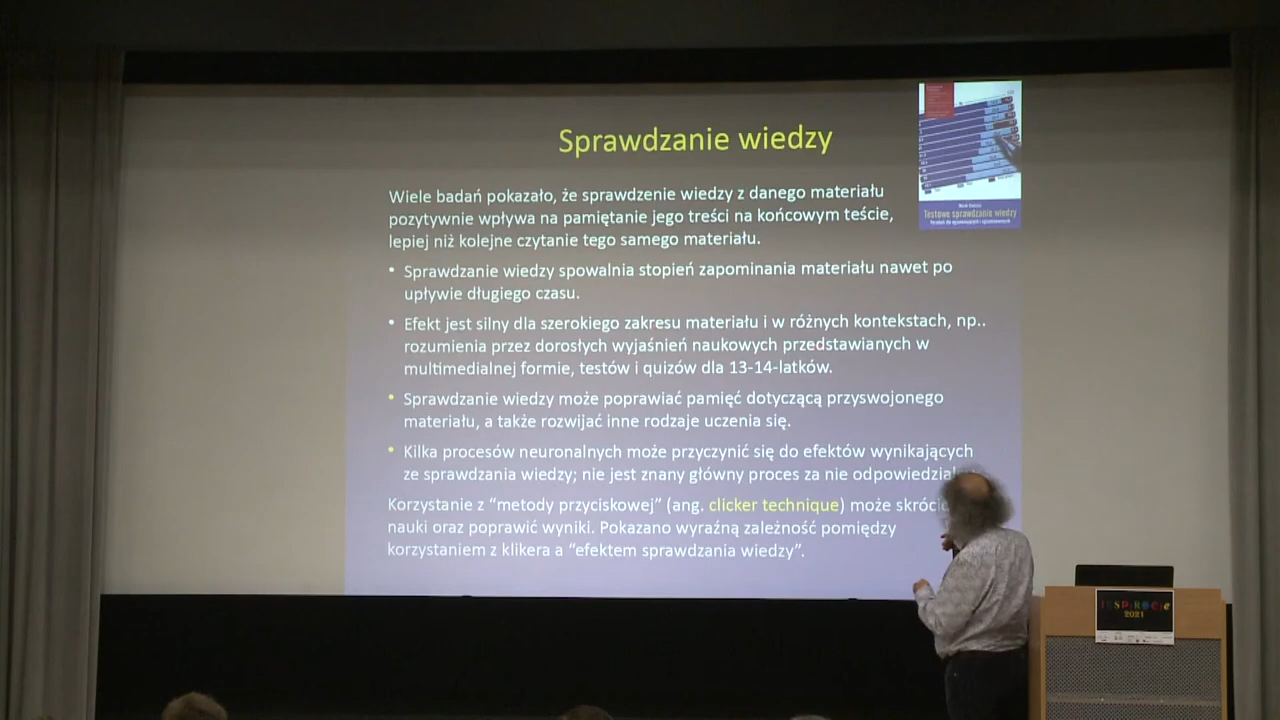 Sprawdzanie wiedzy
Testowe sprawdzanie wiedzy
Wiele badań pokazało, że sprawdzenie wiedzy z danego materiału
pozytywnie wpływa na pamiętanie jego treści na końcowym teście,
lepiej niż kolejne czytanie tego samego materiału.
• Sprawdzanie wiedzy spowalnia stopień zapominania materiału nawet po
upływie długiego czasu.
• Efekt jest silny dla szerokiego zakresu materiału i w różnych kontekstach, np..
rozumienia przez dorosłych wyjaśnień naukowych przedstawianych w
multimedialnej formie, testów i quizów dla 13-14-latków.
• Sprawdzanie wiedzy może poprawiać pamięć dotyczącą przyswojonego
materiału, a także rozwijać inne rodzaje uczenia się.
• Kilka procesów neuronalnych może przyczynić się do efektów wynikających
ze sprawdzania wiedzy; nie jest znany główny proces za nie
Korzystanie z “metody przyciskowej” (ang. clicker technique) może
nauki oraz poprawić wyniki. Pokazano wyraźną zależność pomiędzy
korzystaniem z klikera a “efektem sprawdzania wiedzy”.
2021